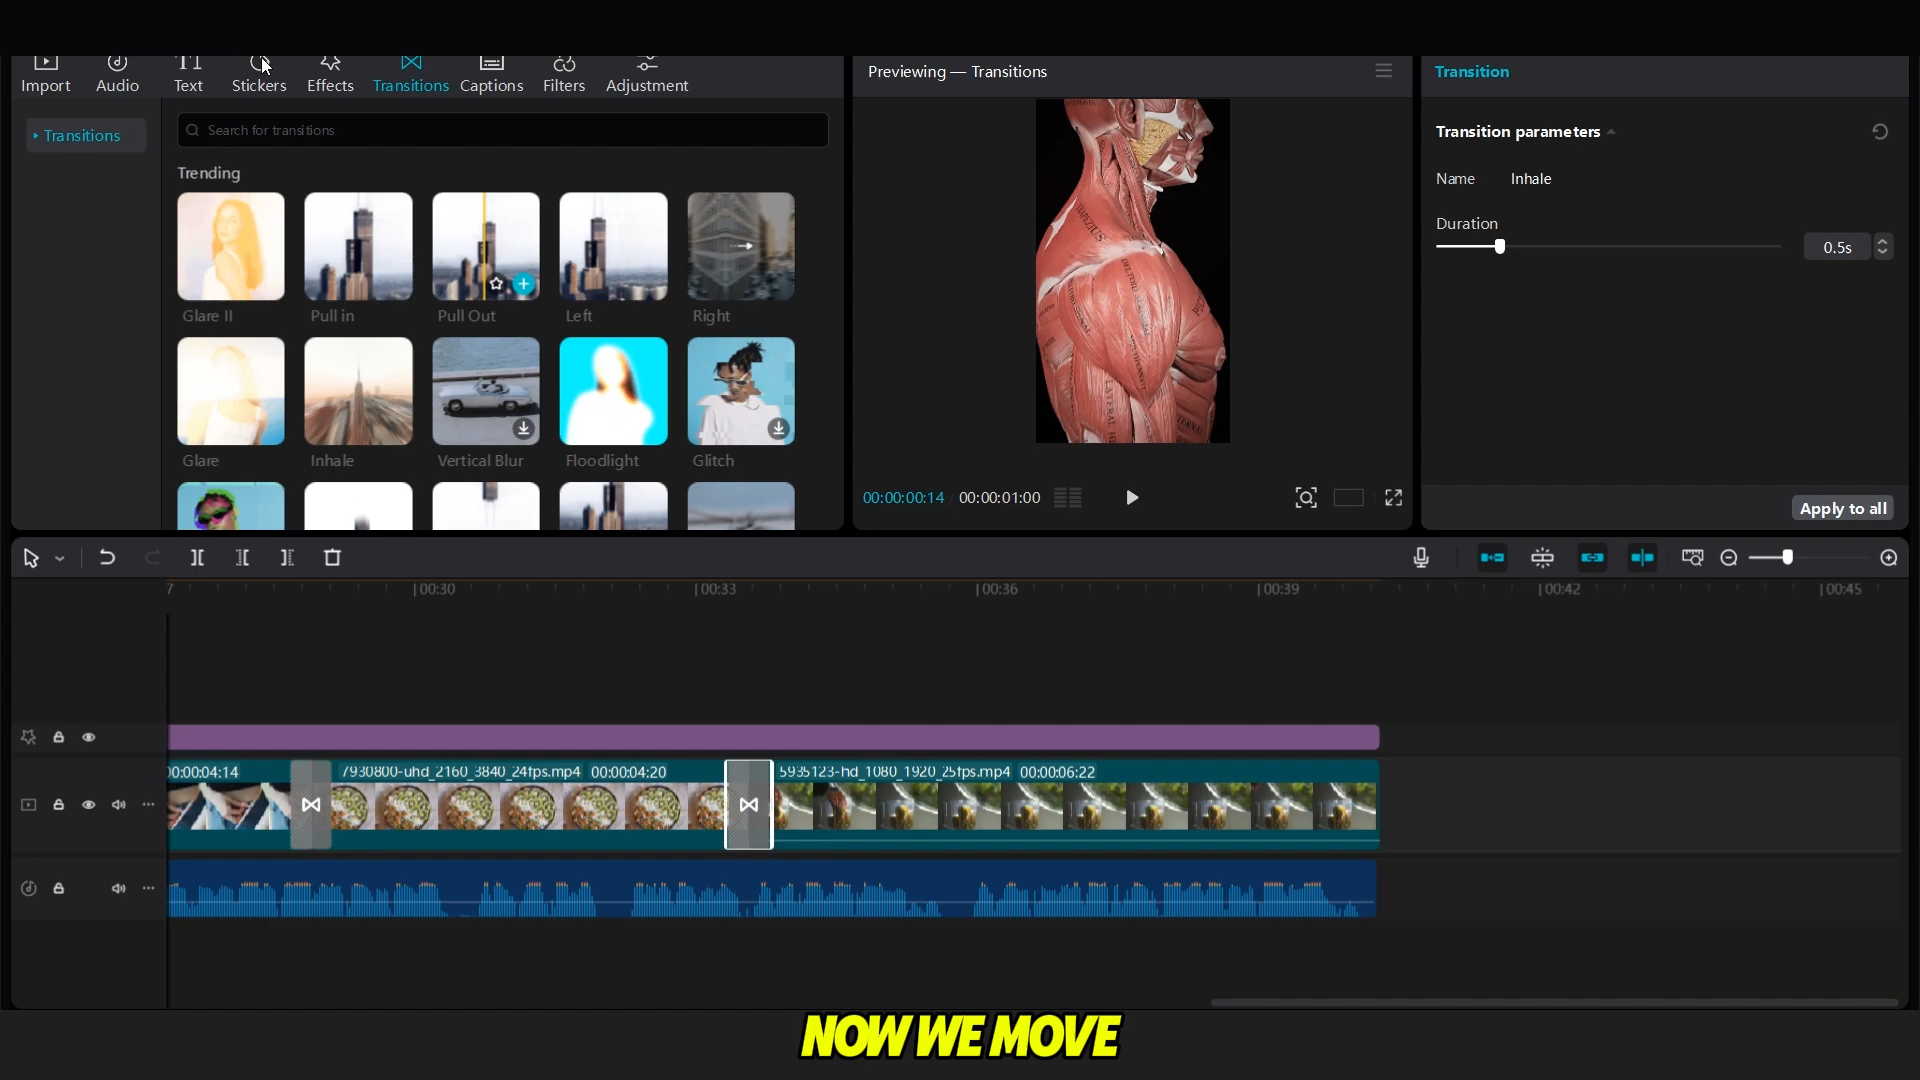 Import
Audio
Text
Stickers
Effects
Transitions
Captions
Filters
Adjustment
Transitions
Search for transitions
Trending
Glare II
Pull in
Pull Out
Left
Right
Glare
Inhale
Vertical Blur
Floodlight
Glitch
Previewing — Transitions
TRAPEZIUS
00:00:00:14
00:00:01:00
Transition
Transition parameters
Name Inhale
Duration
0.5s
Apply to all
7 00:30 00:33 00:36 00:39 00:42 00:45
00:00:04:14
7930800-uhd_2160_3840_24fps.mp4 00:00:04:20
5935123-hd_1080_1920_25fps.mp4 00:00:06:22
NOW WE MOVE